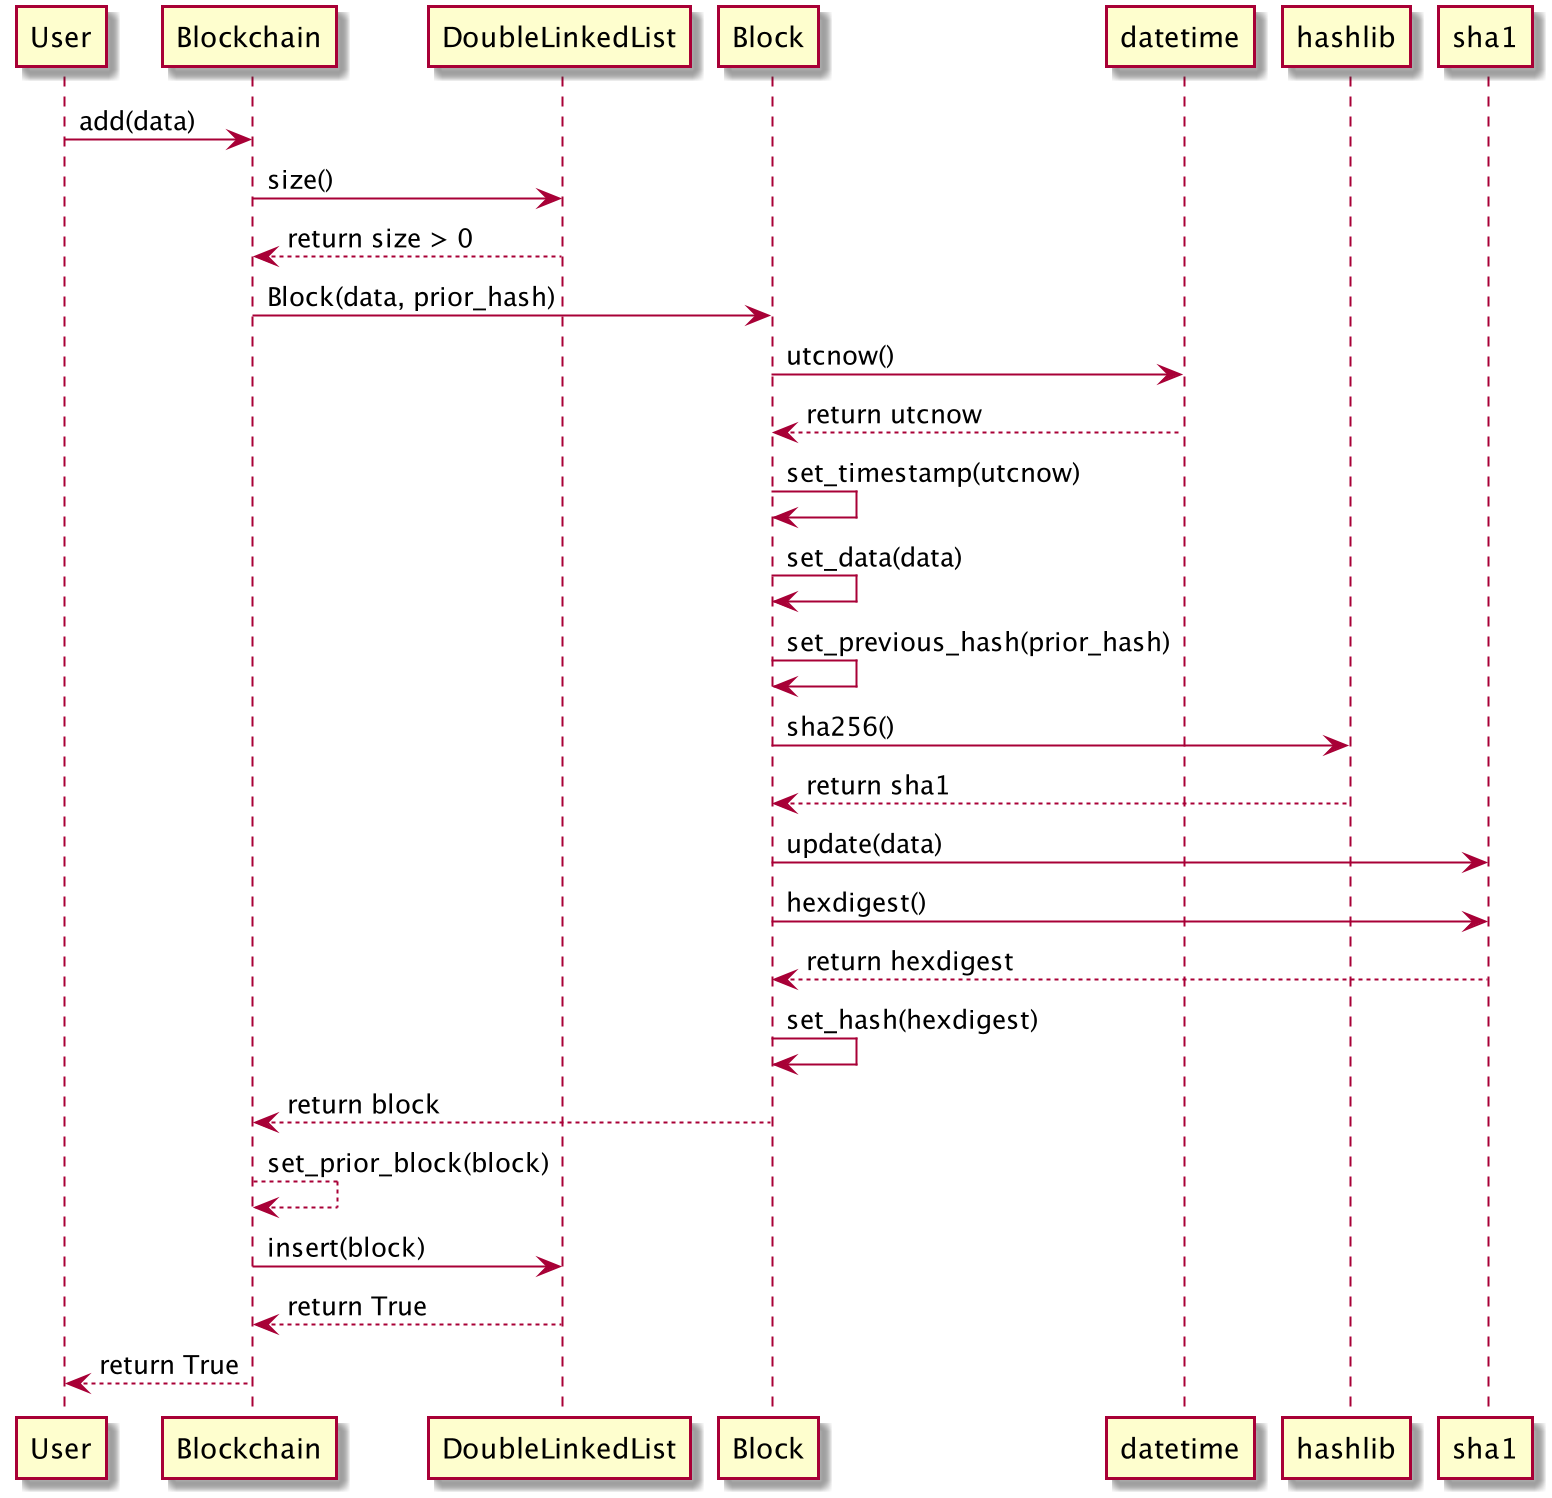 User
Blockchain
DoubleLinkedList
Block
datetime
hashlib
sha1
add(data)
size()
return size > 0
Block(data, prior_hash)
utcnow()
return utcnow
set_timestamp(utcnow)
set_data(data)
set_previous_hash(prior_hash)
sha256()
return sha1
update(data)
hexdigest()
return hexdigest
set_hash(hexdigest)
return block
set_prior_block(block)
insert(block)
return True
return True
User
Blockchain
DoubleLinkedList
Block
datetime
hashlib
sha1